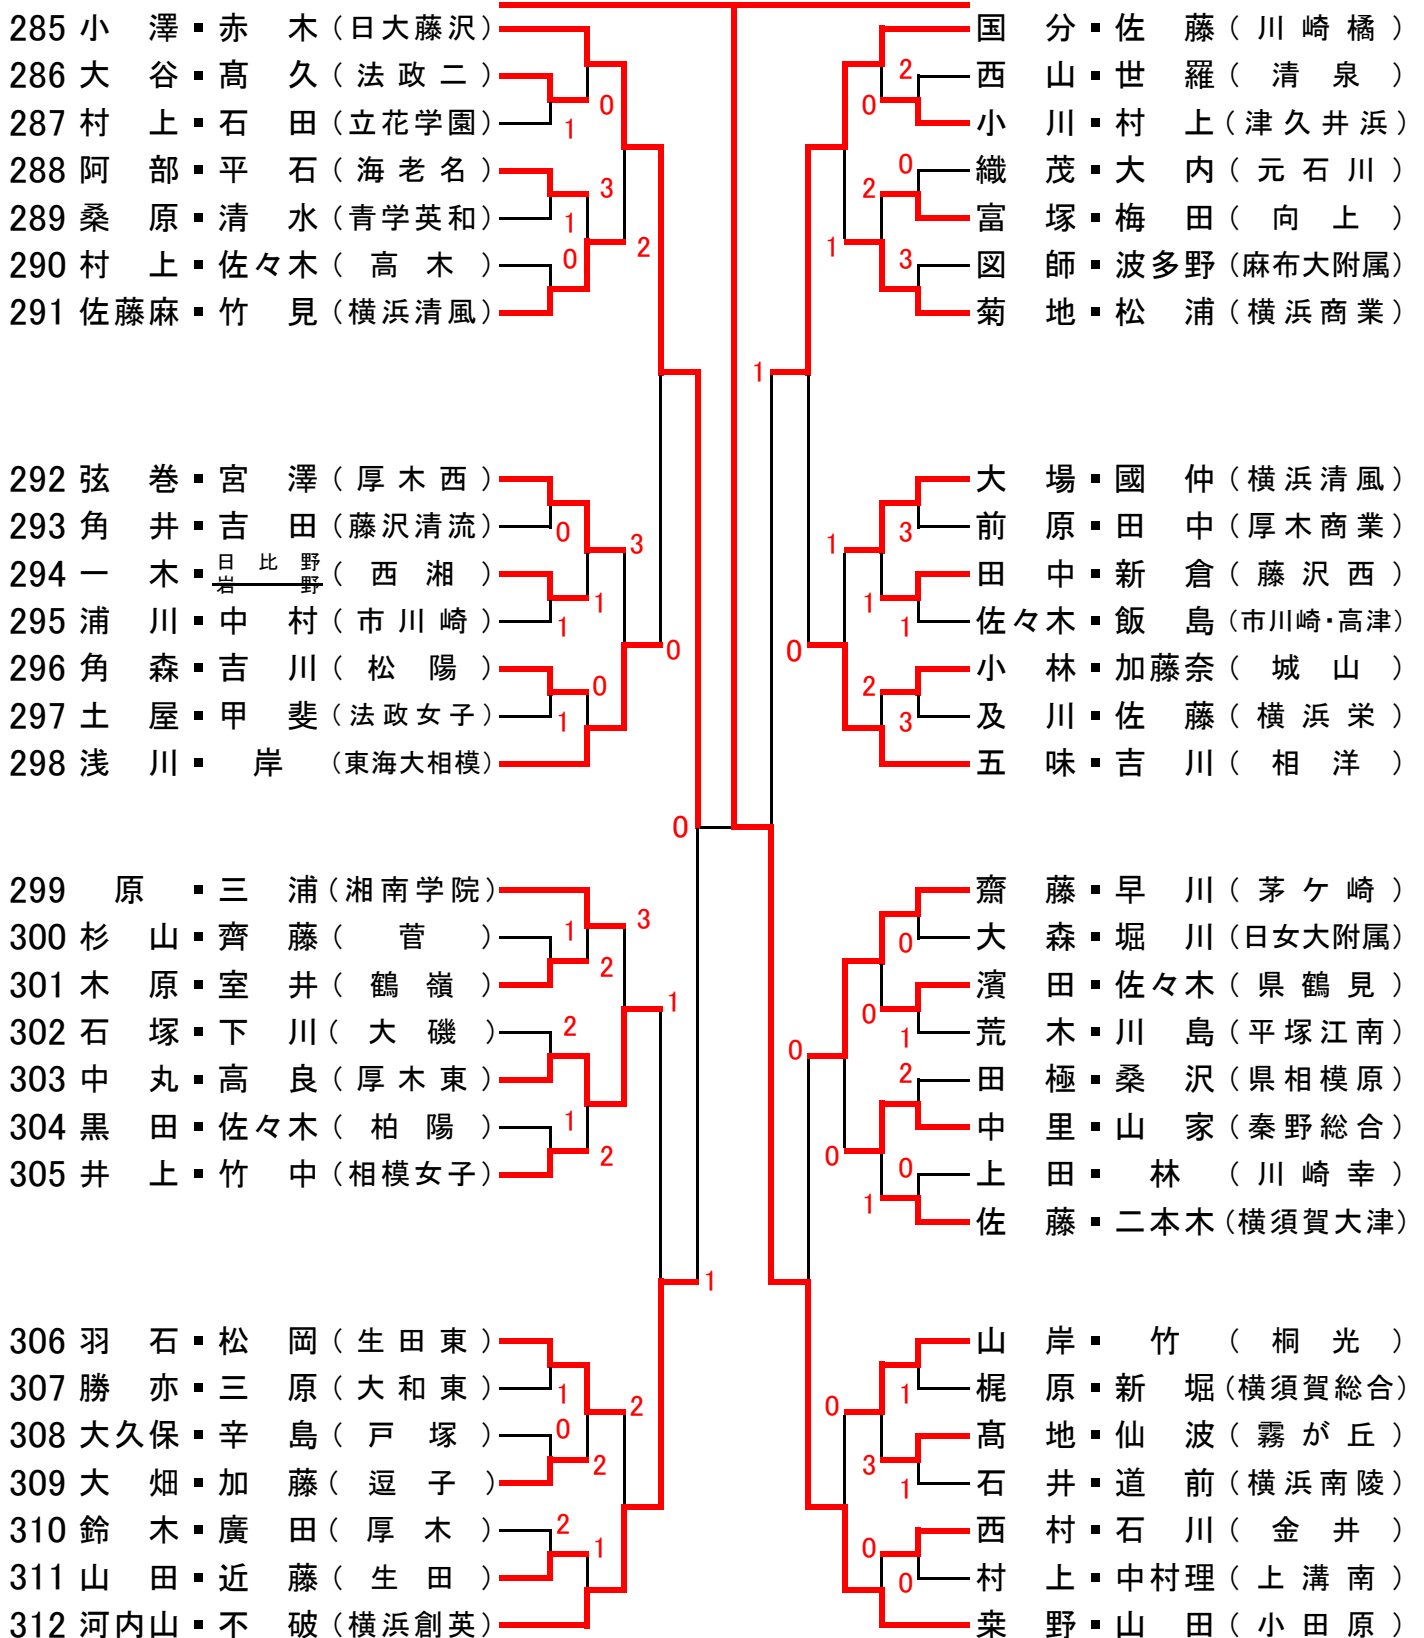 285 小澤・赤木（日大藤沢）
286 大谷・髙久（法政二）
287 村上・石田（立花学園）
288 阿部・平石（海老名）
289 桑原・清水（青学英和）
290 村上・佐々木（高木）
291 佐藤麻・竹見（横浜清風）
0
1
3
1
0
2
292 弦巻・宮澤（厚木西）
293 角井・吉田（藤沢清流）
294 一木・日比野 岩野（西湘）
295 浦川・中村（市川崎）
296 角森・吉川（松陽）
297 土屋・甲斐（法政女子）
298 浅川・岸（東海大相模）
0
3
1
1
0
1
0
0
299 原・三浦（湘南学院）
300 杉山・齊藤（菅）
301 木原・室井（鶴嶺）
302 石塚・下川（大磯）
303 中丸・高良（厚木東）
304 黒田・佐々木（柏陽）
305 井上・竹中（相模女子）
3
1
2
1
2
1
2
1
306 羽石・松岡（生田東）
307 勝亦・三原（大和東）
308 大久保・辛島（戸塚）
309 大畑・加藤（逗子）
310 鈴木・廣田（厚木）
311 山田・近藤（生田）
312 河内山・不破（横浜創英）
1
2
0
2
2
1
国分・佐藤（川崎橘）
西山・世羅（清泉）
小川・村上（津久井浜）
織茂・大内（元石川）
富塚・梅田（向上）
図師・波多野（麻布大附属）
菊地・松浦（横浜商業）
2
0
0
2
1
3
1
大場・國仲（横浜清風）
前原・田中（厚木商業）
田中・新倉（藤沢西）
佐々木・飯島（市川崎・高津）
小林・加藤奈（城山）
及川・佐藤（横浜栄）
五味・吉川（相洋）
3
1
1
1
0
2
3
齋藤・早川（茅ケ崎）
大森・堀川（日女大附属）
濱田・佐々木（県鶴見）
荒木・川島（平塚江南）
田極・桑沢（県相模原）
中里・山家（秦野総合）
上田・林（川崎幸）
佐藤・二本木（横須賀大津）
0
0
1
0
2
0
0
1
山岸・竹（桐光）
梶原・新堀（横須賀総合）
髙地・仙波（霧が丘）
石井・道前（横浜南陵）
西村・石川（金井）
村上・中村理（上溝南）
桒野・山田（小田原）
1
0
3
1
0
0